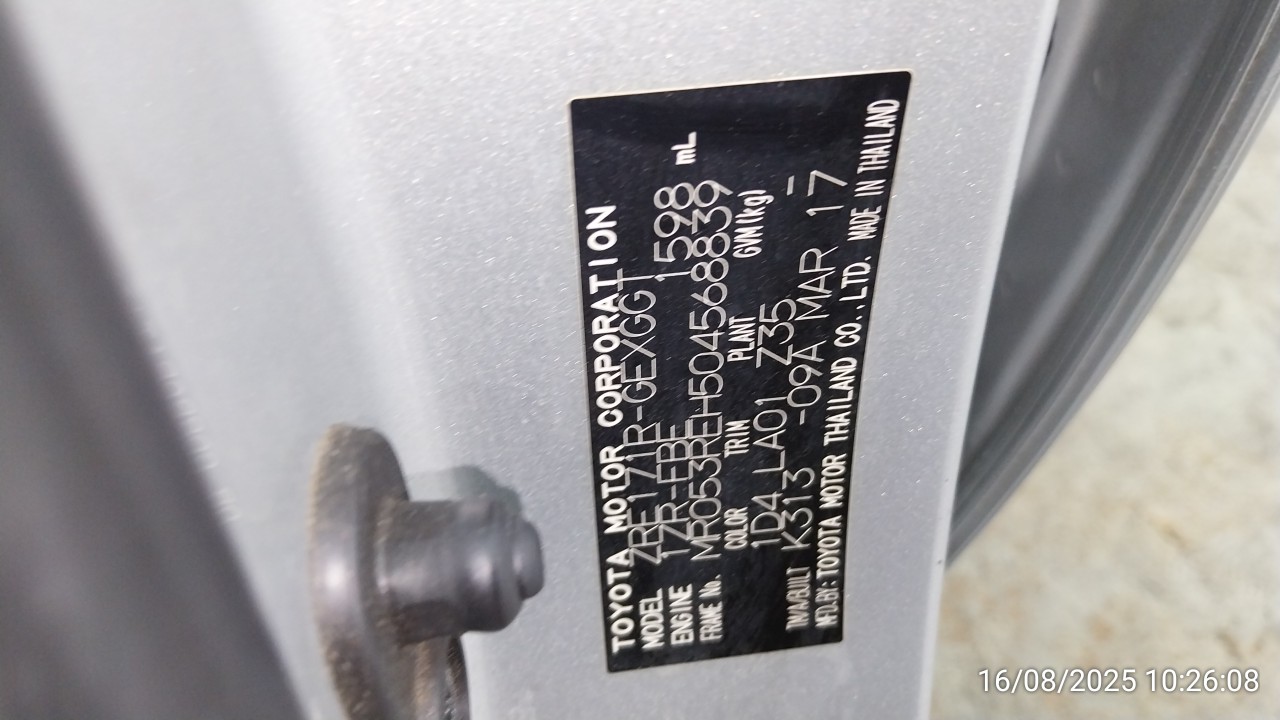 TOYOTA MOTOR CORPORATION
MODEL ZRE171R-GEXGGT
ENGINE 1ZR-FBE 1598 mL
FRAME No. MR053REH504568839
COLOR TRIM PLANT GVM(kg)
1D4 LA01 Z35 -
TM/A/BUILT K313 -09A MAR 17
MFD.BY:TOYOTA MOTOR THAILAND CO.,LTD. MADE IN THAILAND
16/08/2025 10:26:08